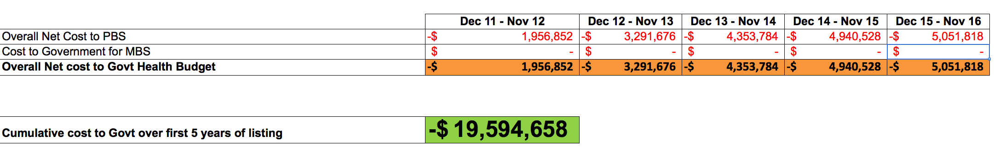 Dec 11 - Nov 12 Dec 12 - Nov 13 Dec 13 - Nov 14 Dec 14 - Nov 15 Dec 15 - Nov 16
Overall Net Cost to PBS -$ 1,956,852 -$ 3,291,676 -$ 4,353,784 -$ 4,940,528 -$ 5,051,818
Cost to Government for MBS $ - $ - $ - $ - $ -
Overall Net cost to Govt Health Budget -$ 1,956,852 -$ 3,291,676 -$ 4,353,784 -$ 4,940,528 -$ 5,051,818
Cumulative cost to Govt over first 5 years of listing -$ 19,594,658